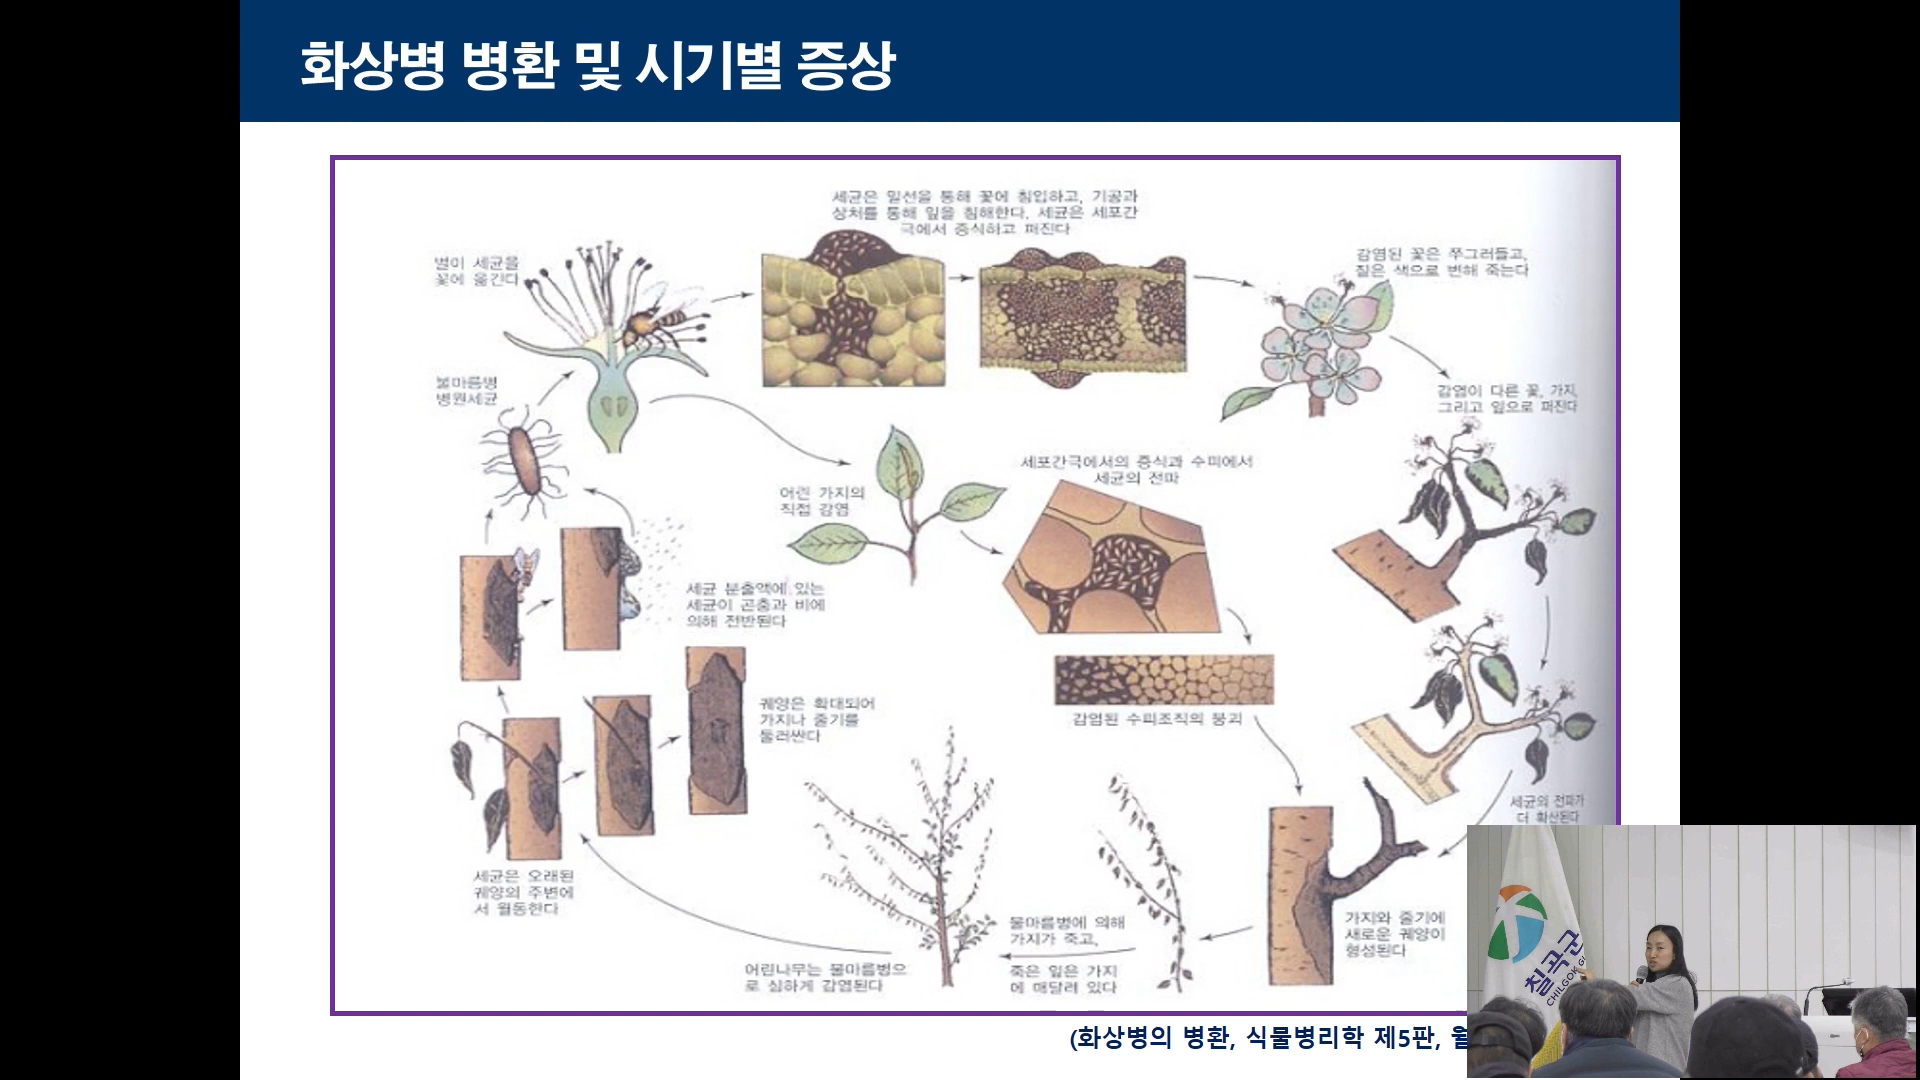 화상병 병환 및 시기별 증상
세균은 밀선을 통해 꽃에 침입하고, 기공과
상처를 통해 잎을 침해한다. 세균은 세포간
극에서 증식하고 퍼진다
벌이 세균을
꽃에 옮긴다
감염된 꽃은 쭈그러들고,
짙은 색으로 변해 죽는다
불마름병
병원세균
감염이 다른 꽃, 가지,
그리고 잎으로 퍼진다
어린 가지의
직접 감염
세포간극에서의 증식과 수피에서
세균의 전파
세균 분출액에 있는
세균이 곤충과 비에
의해 전반된다
궤양은 확대되어
가지나 줄기를
둘러싼다
감염된 수피조직의 붕괴
세균의 전파가
더 확산된다
세균은 오래된
궤양의 주변에
서 월동한다
어린나무는 불마름병으
로 심하게 감염된다
불마름병에 의해
가지가 죽고,
죽은 잎은 가지
에 매달려 있다
가지와 줄기에
새로운 궤양이
형성된다
칠곡군
CHILGOK
(화상병의 병환, 식물병리학 제5판, 월